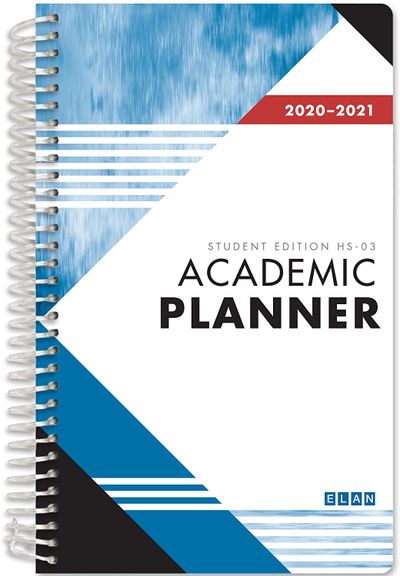 2020–2021
STUDENT EDITION HS-03
ACADEMIC
PLANNER
ELAN